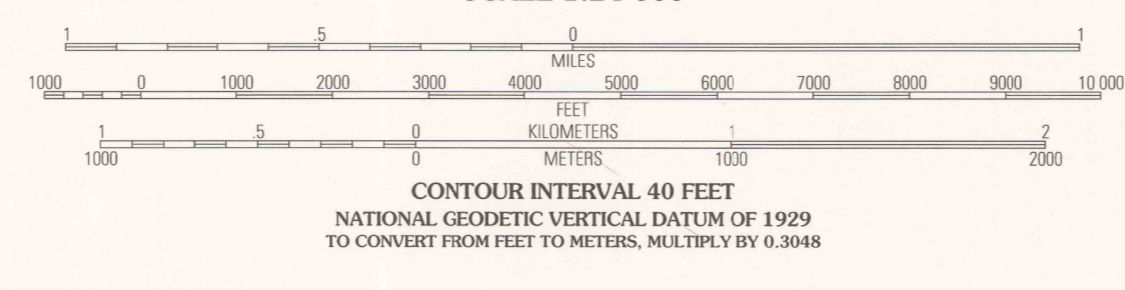 1 .5 0 1
MILES
1000 0 1000 2000 3000 4000 5000 6000 7000 8000 9000 10 000
FEET
1 .5 0 KILOMETERS 1 2
1000 0 METERS 1000 2000
CONTOUR INTERVAL 40 FEET
NATIONAL GEODETIC VERTICAL DATUM OF 1929
TO CONVERT FROM FEET TO METERS, MULTIPLY BY 0.3048